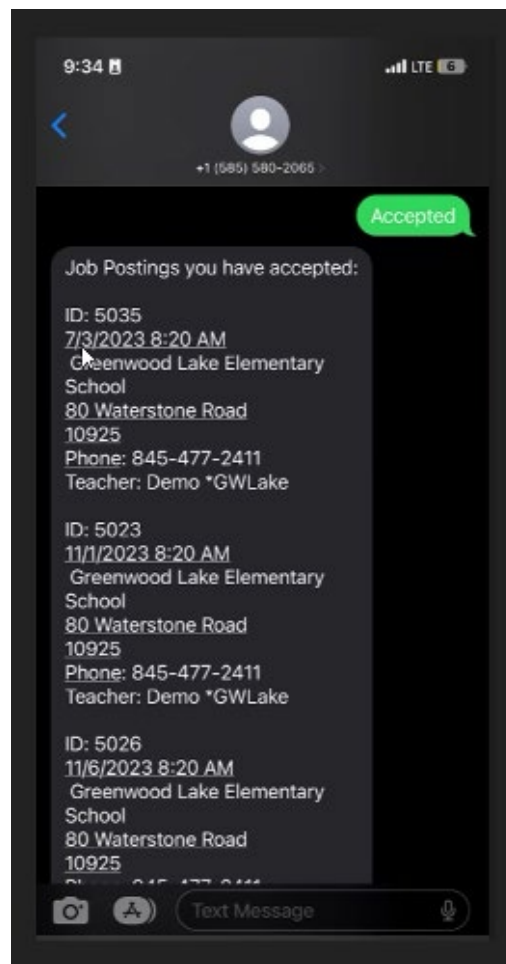 9:34
LTE 6
+1 (585) 580-2065
Accepted
Job Postings you have accepted:
ID: 5035
7/3/2023 8:20 AM
Greenwood Lake Elementary
School
80 Waterstone Road
10925
Phone: 845-477-2411
Teacher: Demo *GWLake
ID: 5023
11/1/2023 8:20 AM
Greenwood Lake Elementary
School
80 Waterstone Road
10925
Phone: 845-477-2411
Teacher: Demo *GWLake
ID: 5026
11/6/2023 8:20 AM
Greenwood Lake Elementary
School
80 Waterstone Road
10925
Text Message